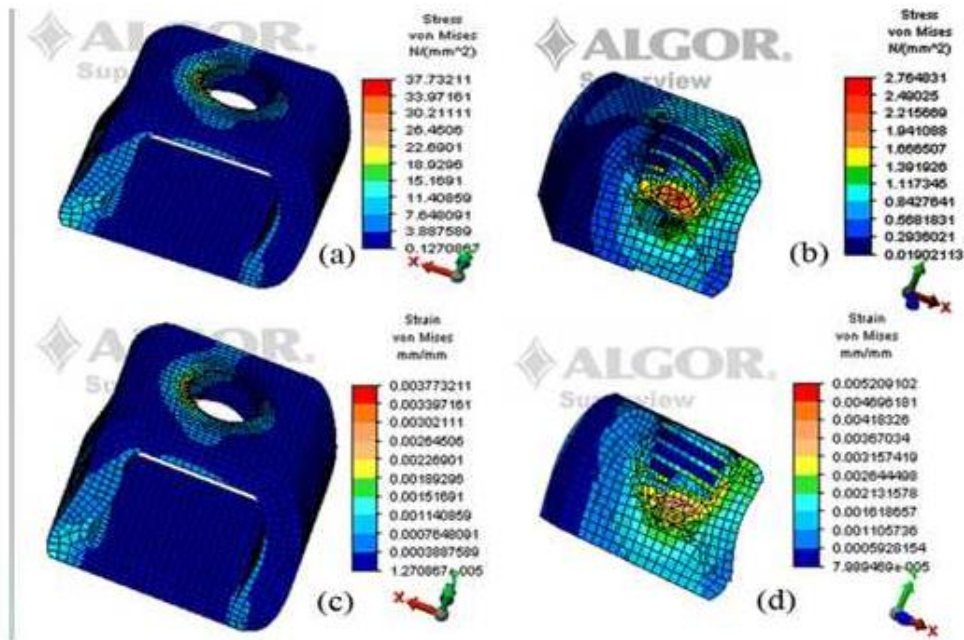 ALGOR.
Stress
von Mises
N/(mm^2)
37.73211
33.97161
30.21111
26.4506
22.6901
18.9296
15.1691
11.40859
7.648091
3.887589
0.1270867
(a)
X
ALGOR.
Stress
von Mises
N/(mm^2)
2.764831
2.49025
2.215669
1.941088
1.666507
1.391926
1.117345
0.8427641
0.5681831
0.2936021
0.01902113
(b)
X
ALGOR.
Strain
von Mises
mm/mm
0.003773211
0.003397161
0.00302111
0.00264506
0.00226901
0.00189296
0.00151691
0.001140859
0.0007648091
0.0003887589
1.270867e-005
(c)
X
ALGOR.
Strain
von Mises
mm/mm
0.005209102
0.004696181
0.00418326
0.00367034
0.003157419
0.002644498
0.002131578
0.001618657
0.001105736
0.0005928154
7.989469e-005
(d)
X